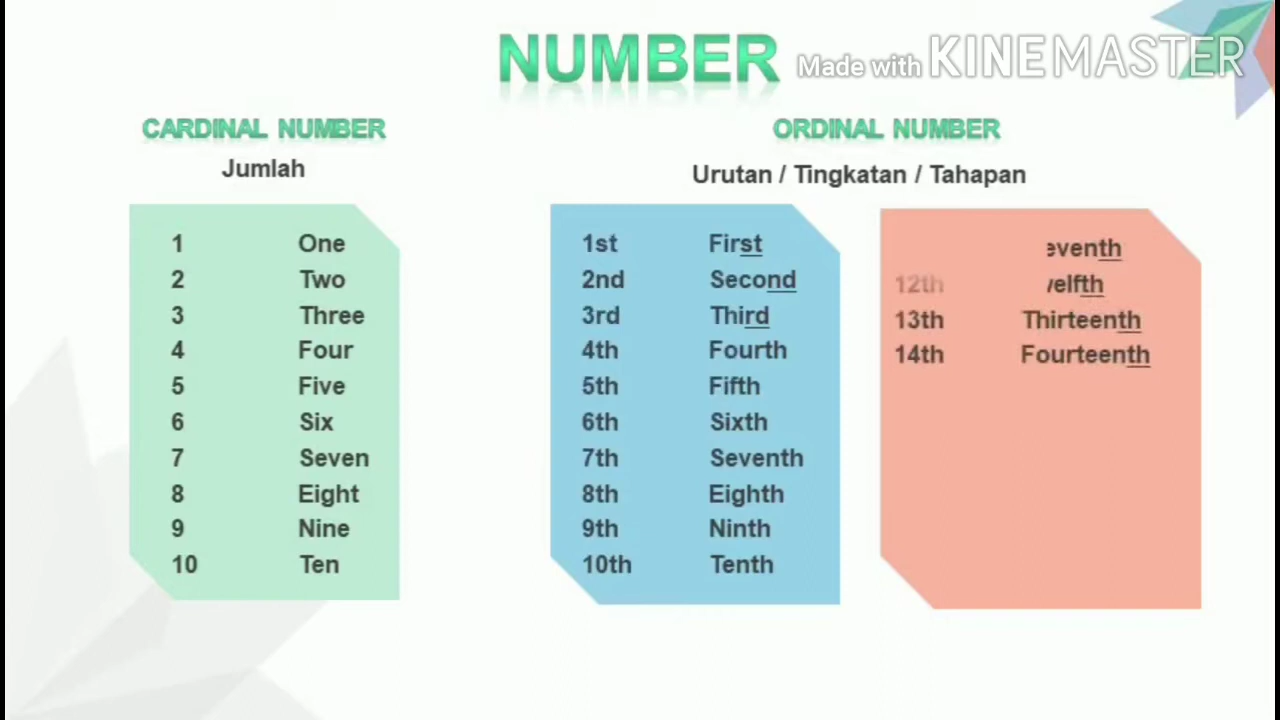 NUMBER
Made with KINEMASTER
CARDINAL NUMBER
Jumlah
1 One
2 Two
3 Three
4 Four
5 Five
6 Six
7 Seven
8 Eight
9 Nine
10 Ten
ORDINAL NUMBER
Urutan / Tingkatan / Tahapan
1st First
2nd Second
3rd Third
4th Fourth
5th Fifth
6th Sixth
7th Seventh
8th Eighth
9th Ninth
10th Tenth
eventh
12th welfth
13th Thirteenth
14th Fourteenth